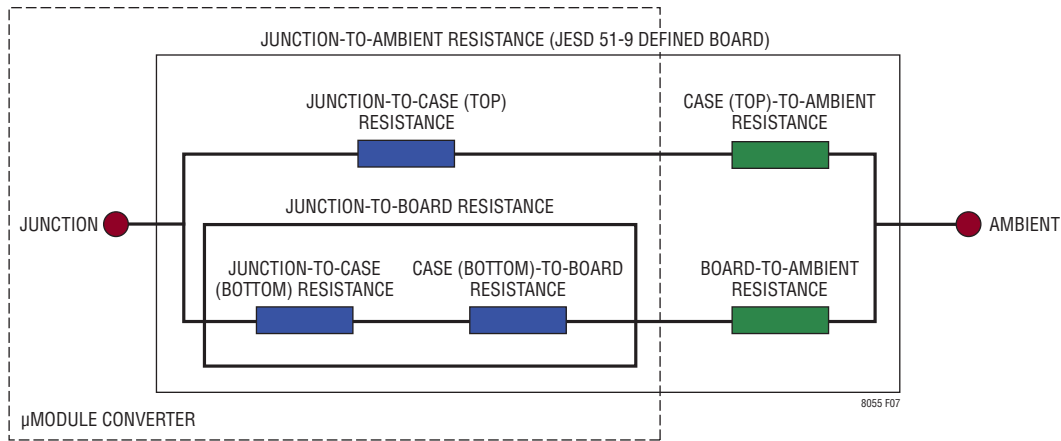 JUNCTION-TO-AMBIENT RESISTANCE (JESD 51-9 DEFINED BOARD)
JUNCTION-TO-CASE (TOP)
RESISTANCE
CASE (TOP)-TO-AMBIENT
RESISTANCE
JUNCTION-TO-BOARD RESISTANCE
JUNCTION
AMBIENT
JUNCTION-TO-CASE
(BOTTOM) RESISTANCE
CASE (BOTTOM)-TO-BOARD
RESISTANCE
BOARD-TO-AMBIENT
RESISTANCE
8055 F07
µMODULE CONVERTER